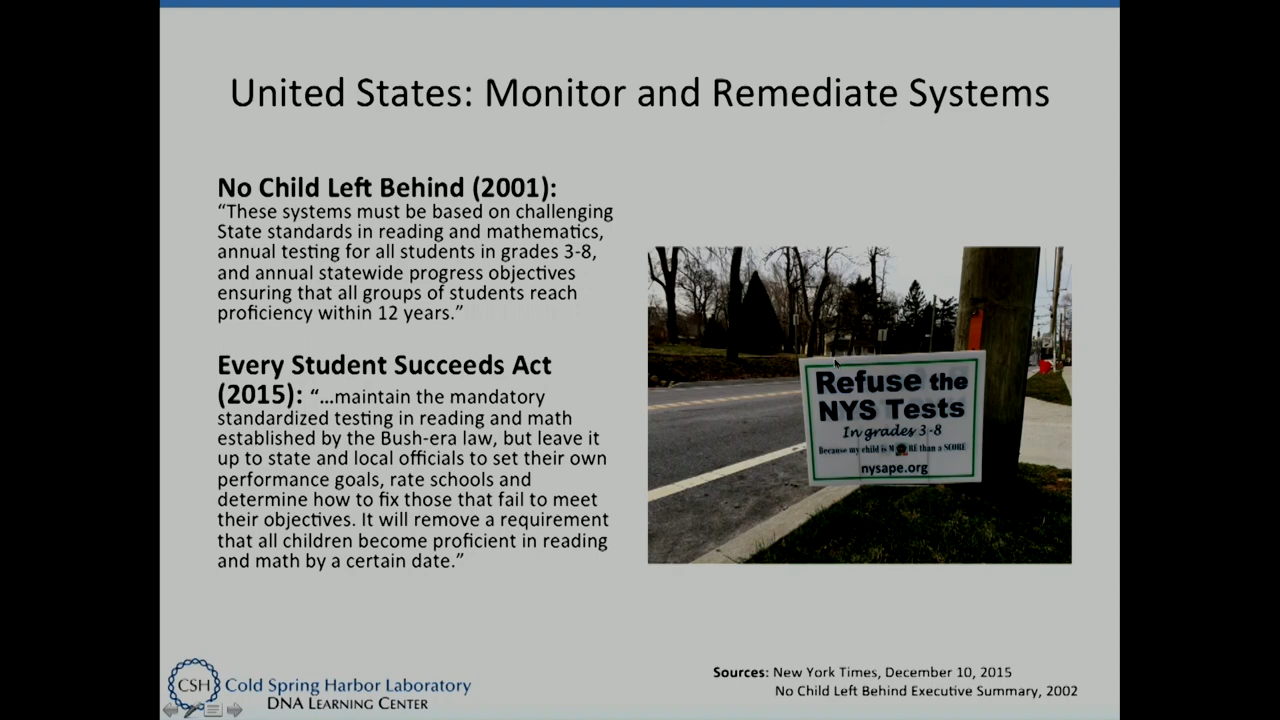 United States: Monitor and Remediate Systems
No Child Left Behind (2001):
“These systems must be based on challenging
State standards in reading and mathematics,
annual testing for all students in grades 3-8,
and annual statewide progress objectives
ensuring that all groups of students reach
proficiency within 12 years.”
Every Student Succeeds Act
(2015): “…maintain the mandatory
standardized testing in reading and math
established by the Bush-era law, but leave it
up to state and local officials to set their own
performance goals, rate schools and
determine how to fix those that fail to meet
their objectives. It will remove a requirement
that all children become proficient in reading
and math by a certain date.”
Refuse the
NYS Tests
In grades 3-8
Because my child is MORE than a SCORE
nysape.org
CSH Cold Spring Harbor Laboratory
DNA LEARNING CENTER
Sources: New York Times, December 10, 2015
No Child Left Behind Executive Summary, 2002